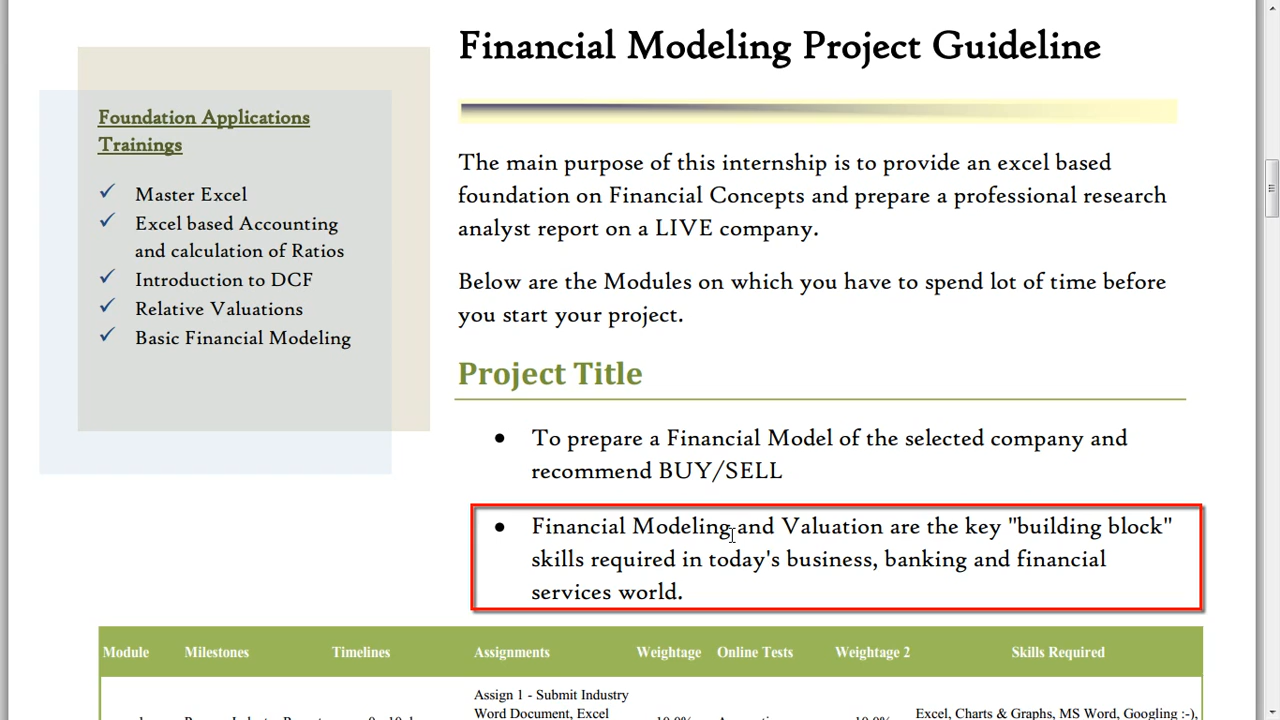 Financial Modeling Project Guideline
Foundation Applications
Trainings
✓ Master Excel
✓ Excel based Accounting
and calculation of Ratios
✓ Introduction to DCF
✓ Relative Valuations
✓ Basic Financial Modeling
The main purpose of this internship is to provide an excel based
foundation on Financial Concepts and prepare a professional research
analyst report on a LIVE company.
Below are the Modules on which you have to spend lot of time before
you start your project.
Project Title
• To prepare a Financial Model of the selected company and
recommend BUY/SELL
• Financial Modeling and Valuation are the key "building block"
skills required in today's business, banking and financial
services world.
Module Milestones Timelines Assignments Weightage Online Tests Weightage 2 Skills Required
Assign 1 - Submit Industry
Word Document, Excel
Excel, Charts & Graphs, MS Word, Googling :-),